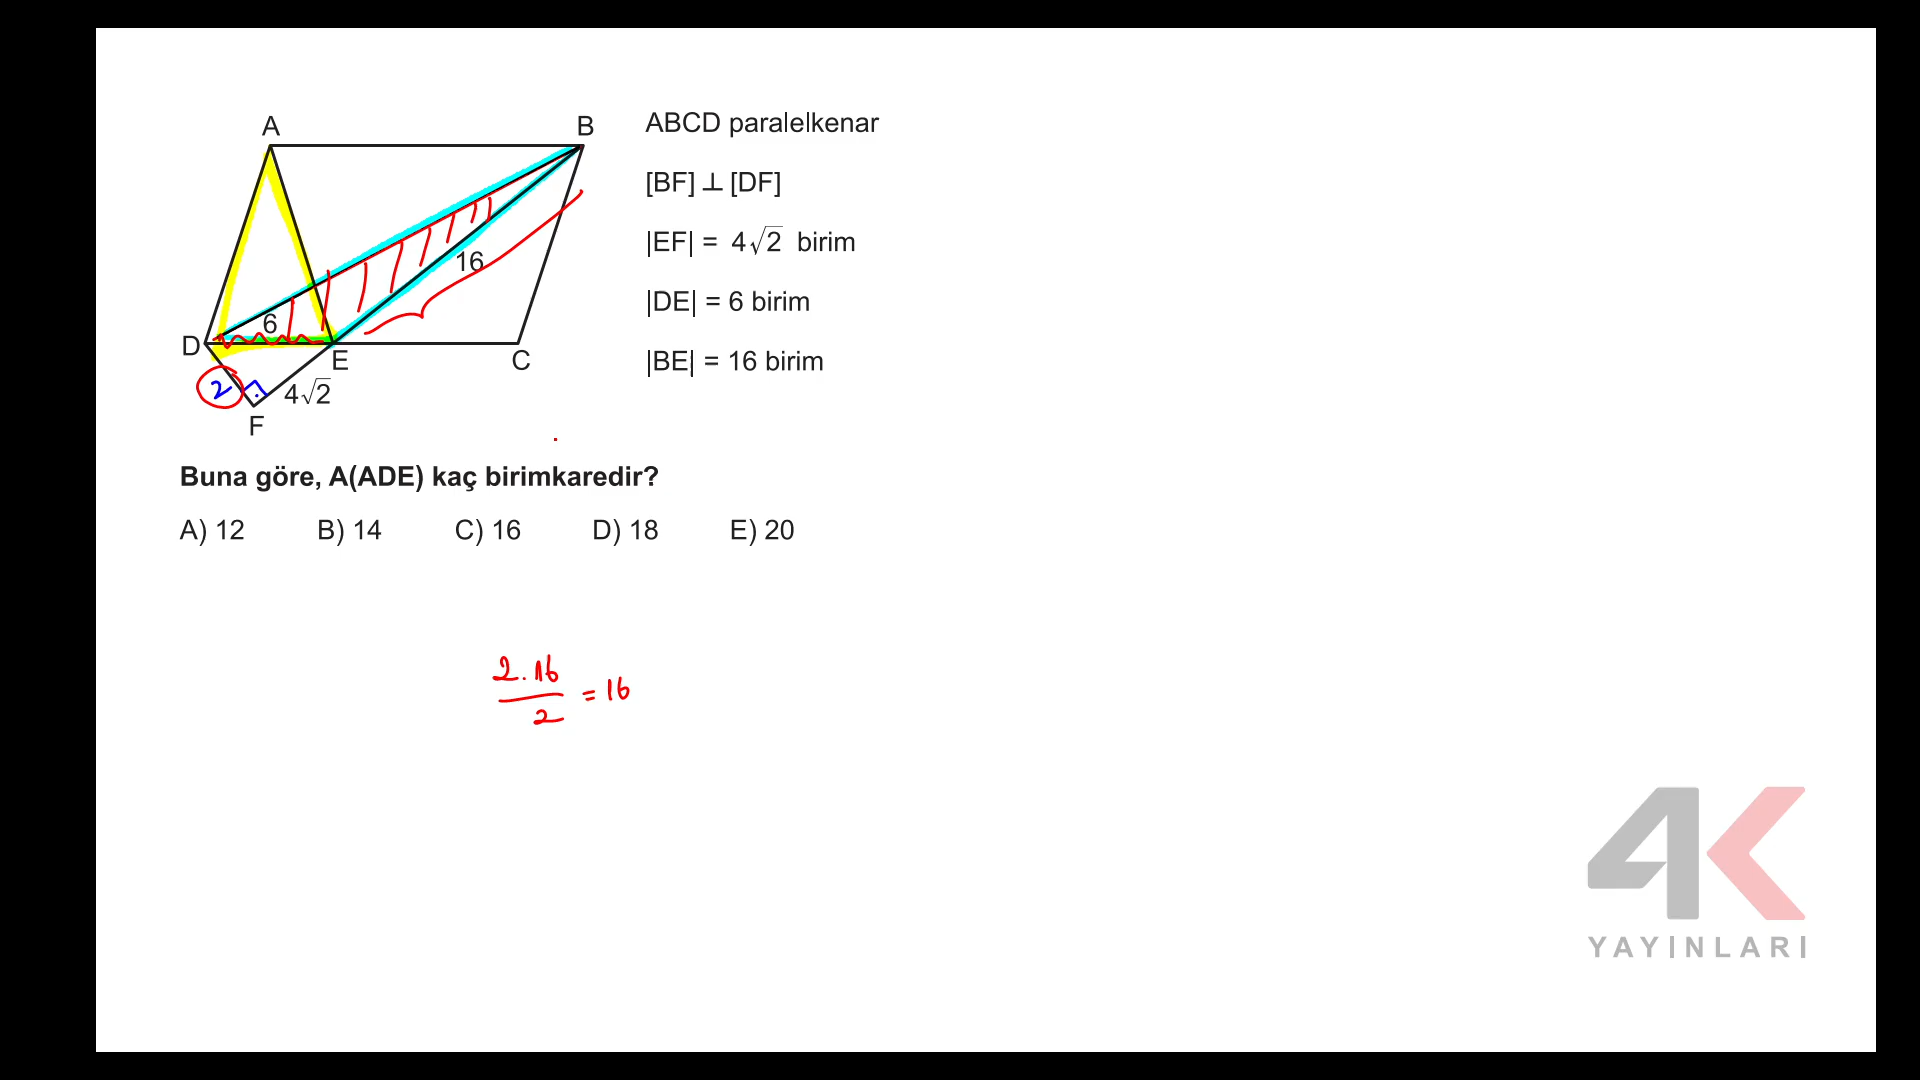 A B
ABCD paralelkenar
[BF] ⊥ [DF]
|EF| = 4√2 birim
16
|DE| = 6 birim
6
D E C
|BE| = 16 birim
2 4√2
F
Buna göre, A(ADE) kaç birimkaredir?
A) 12 B) 14 C) 16 D) 18 E) 20
2.16
= 16
2
4K
YAYINLARI